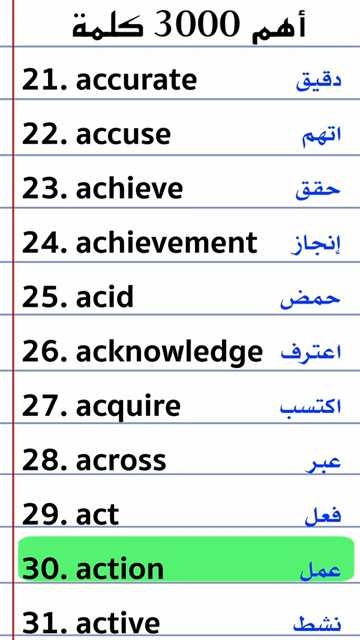 أهم 3000 كلمة
21. accurate دقيق
22. accuse اتهم
23. achieve حقق
24. achievement إنجاز
25. acid حمض
26. acknowledge اعترف
27. acquire اكتسب
28. across عبر
29. act فعل
30. action عمل
31. active نشط